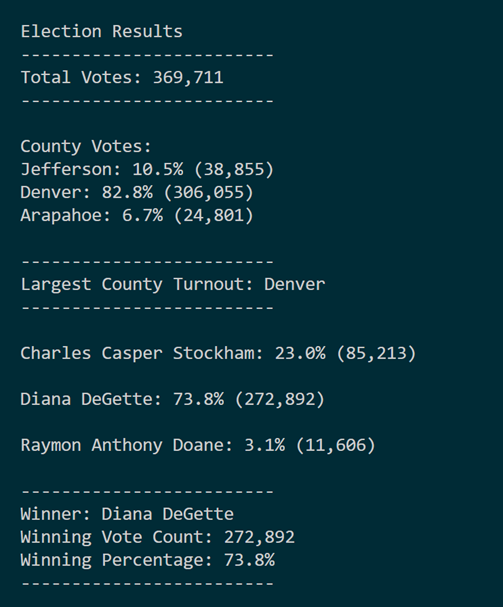 Election Results
-------------------------
Total Votes: 369,711
-------------------------
County Votes:
Jefferson: 10.5% (38,855)
Denver: 82.8% (306,055)
Arapahoe: 6.7% (24,801)
-------------------------
Largest County Turnout: Denver
-------------------------
Charles Casper Stockham: 23.0% (85,213)
Diana DeGette: 73.8% (272,892)
Raymon Anthony Doane: 3.1% (11,606)
-------------------------
Winner: Diana DeGette
Winning Vote Count: 272,892
Winning Percentage: 73.8%
-------------------------